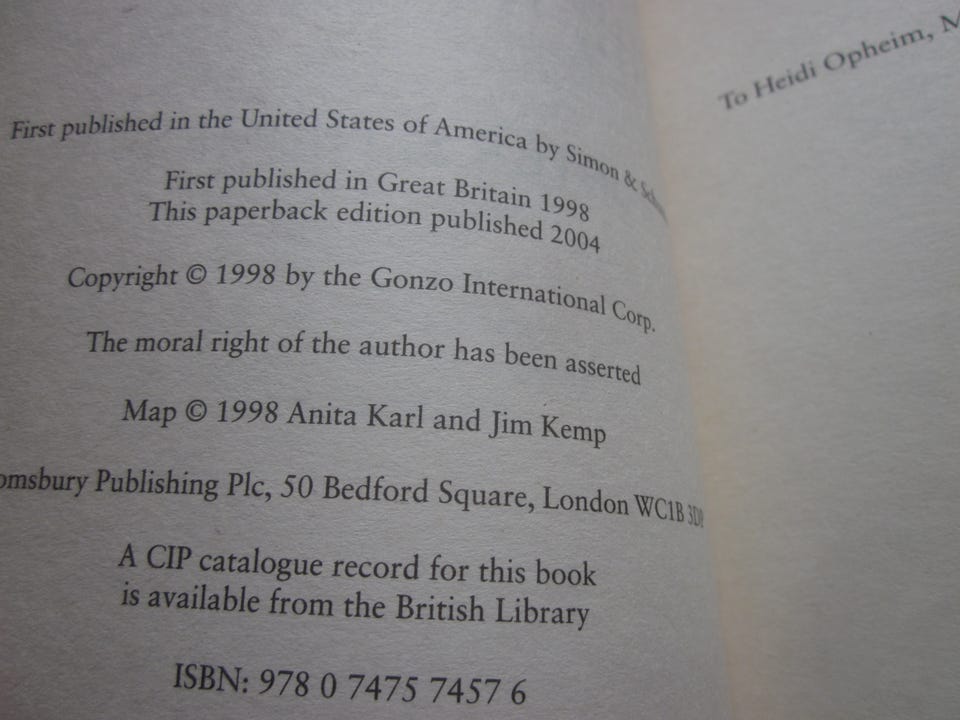 First published in the United States of America by Simon &
First published in Great Britain 1998
This paperback edition published 2004
Copyright © 1998 by the Gonzo International Corp.
The moral right of the author has been asserted
Map © 1998 Anita Karl and Jim Kemp
omsbury Publishing Plc, 50 Bedford Square, London WC1B 3DP
A CIP catalogue record for this book
is available from the British Library
ISBN: 978 0 7475 7457 6
To Heidi Opheim,